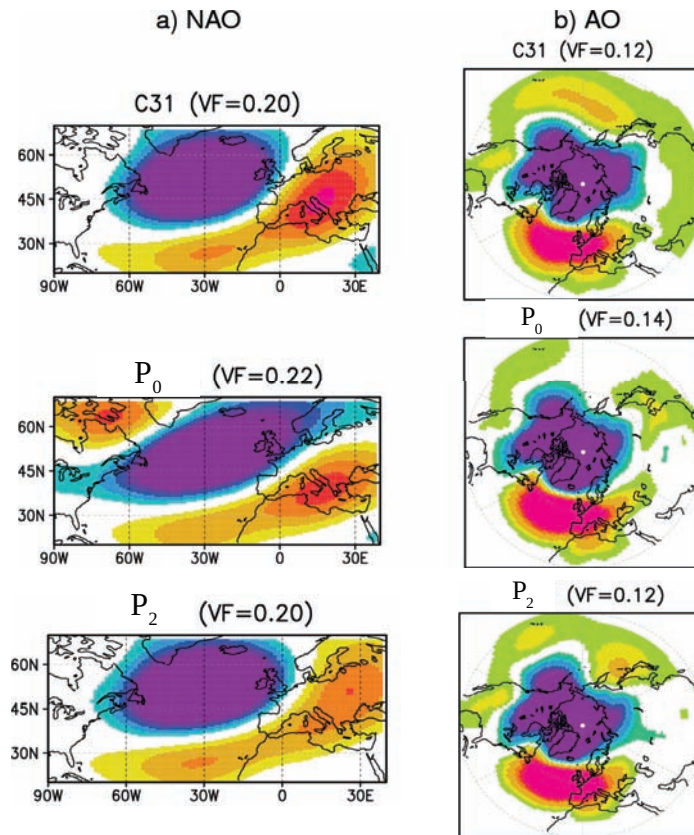 a) NAO
b) AO
C31 (VF=0.20)
C31 (VF=0.12)
60N
45N
30N
90W 60W 30W 0 30E
P0 (VF=0.22)
P0 (VF=0.14)
60N
45N
30N
90W 60W 30W 0 30E
P2 (VF=0.20)
P2 (VF=0.12)
60N
45N
30N
90W 60W 30W 0 30E